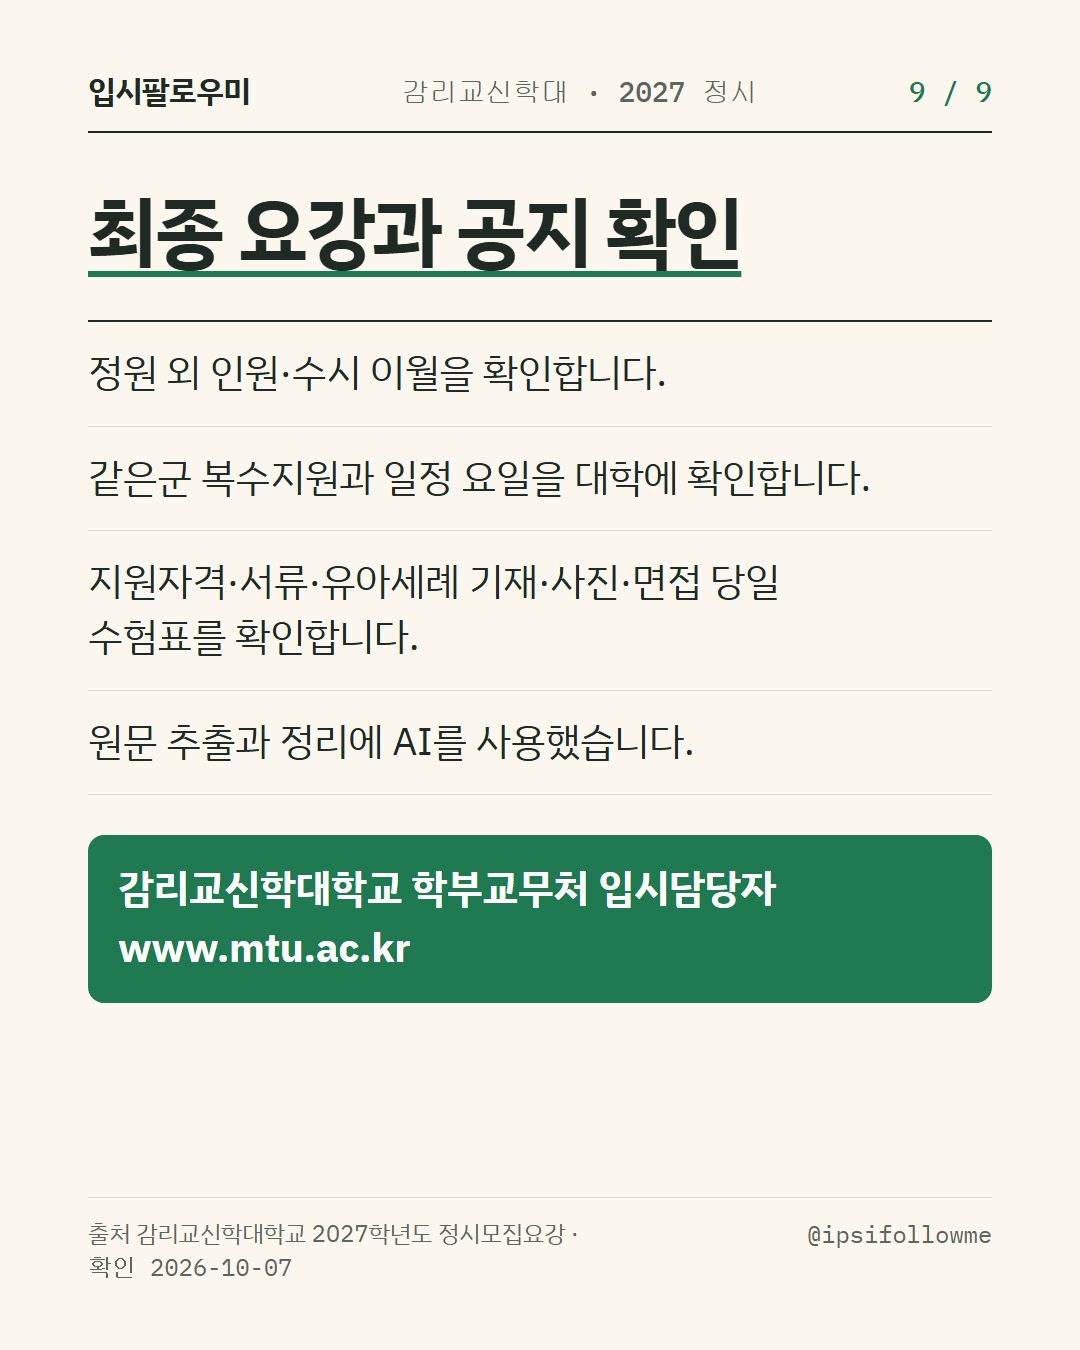 입시팔로우미
감리교신학대 · 2027 정시
9 / 9
최종 요강과 공지 확인
정원 외 인원·수시 이월을 확인합니다.
같은군 복수지원과 일정 요일을 대학에 확인합니다.
지원자격·서류·유아세례 기재·사진·면접 당일
수험표를 확인합니다.
원문 추출과 정리에 AI를 사용했습니다.
감리교신학대학교 학부교무처 입시담당자
www.mtu.ac.kr
출처 감리교신학대학교 2027학년도 정시모집요강 ·
확인 2026-10-07
@ipsifollowme